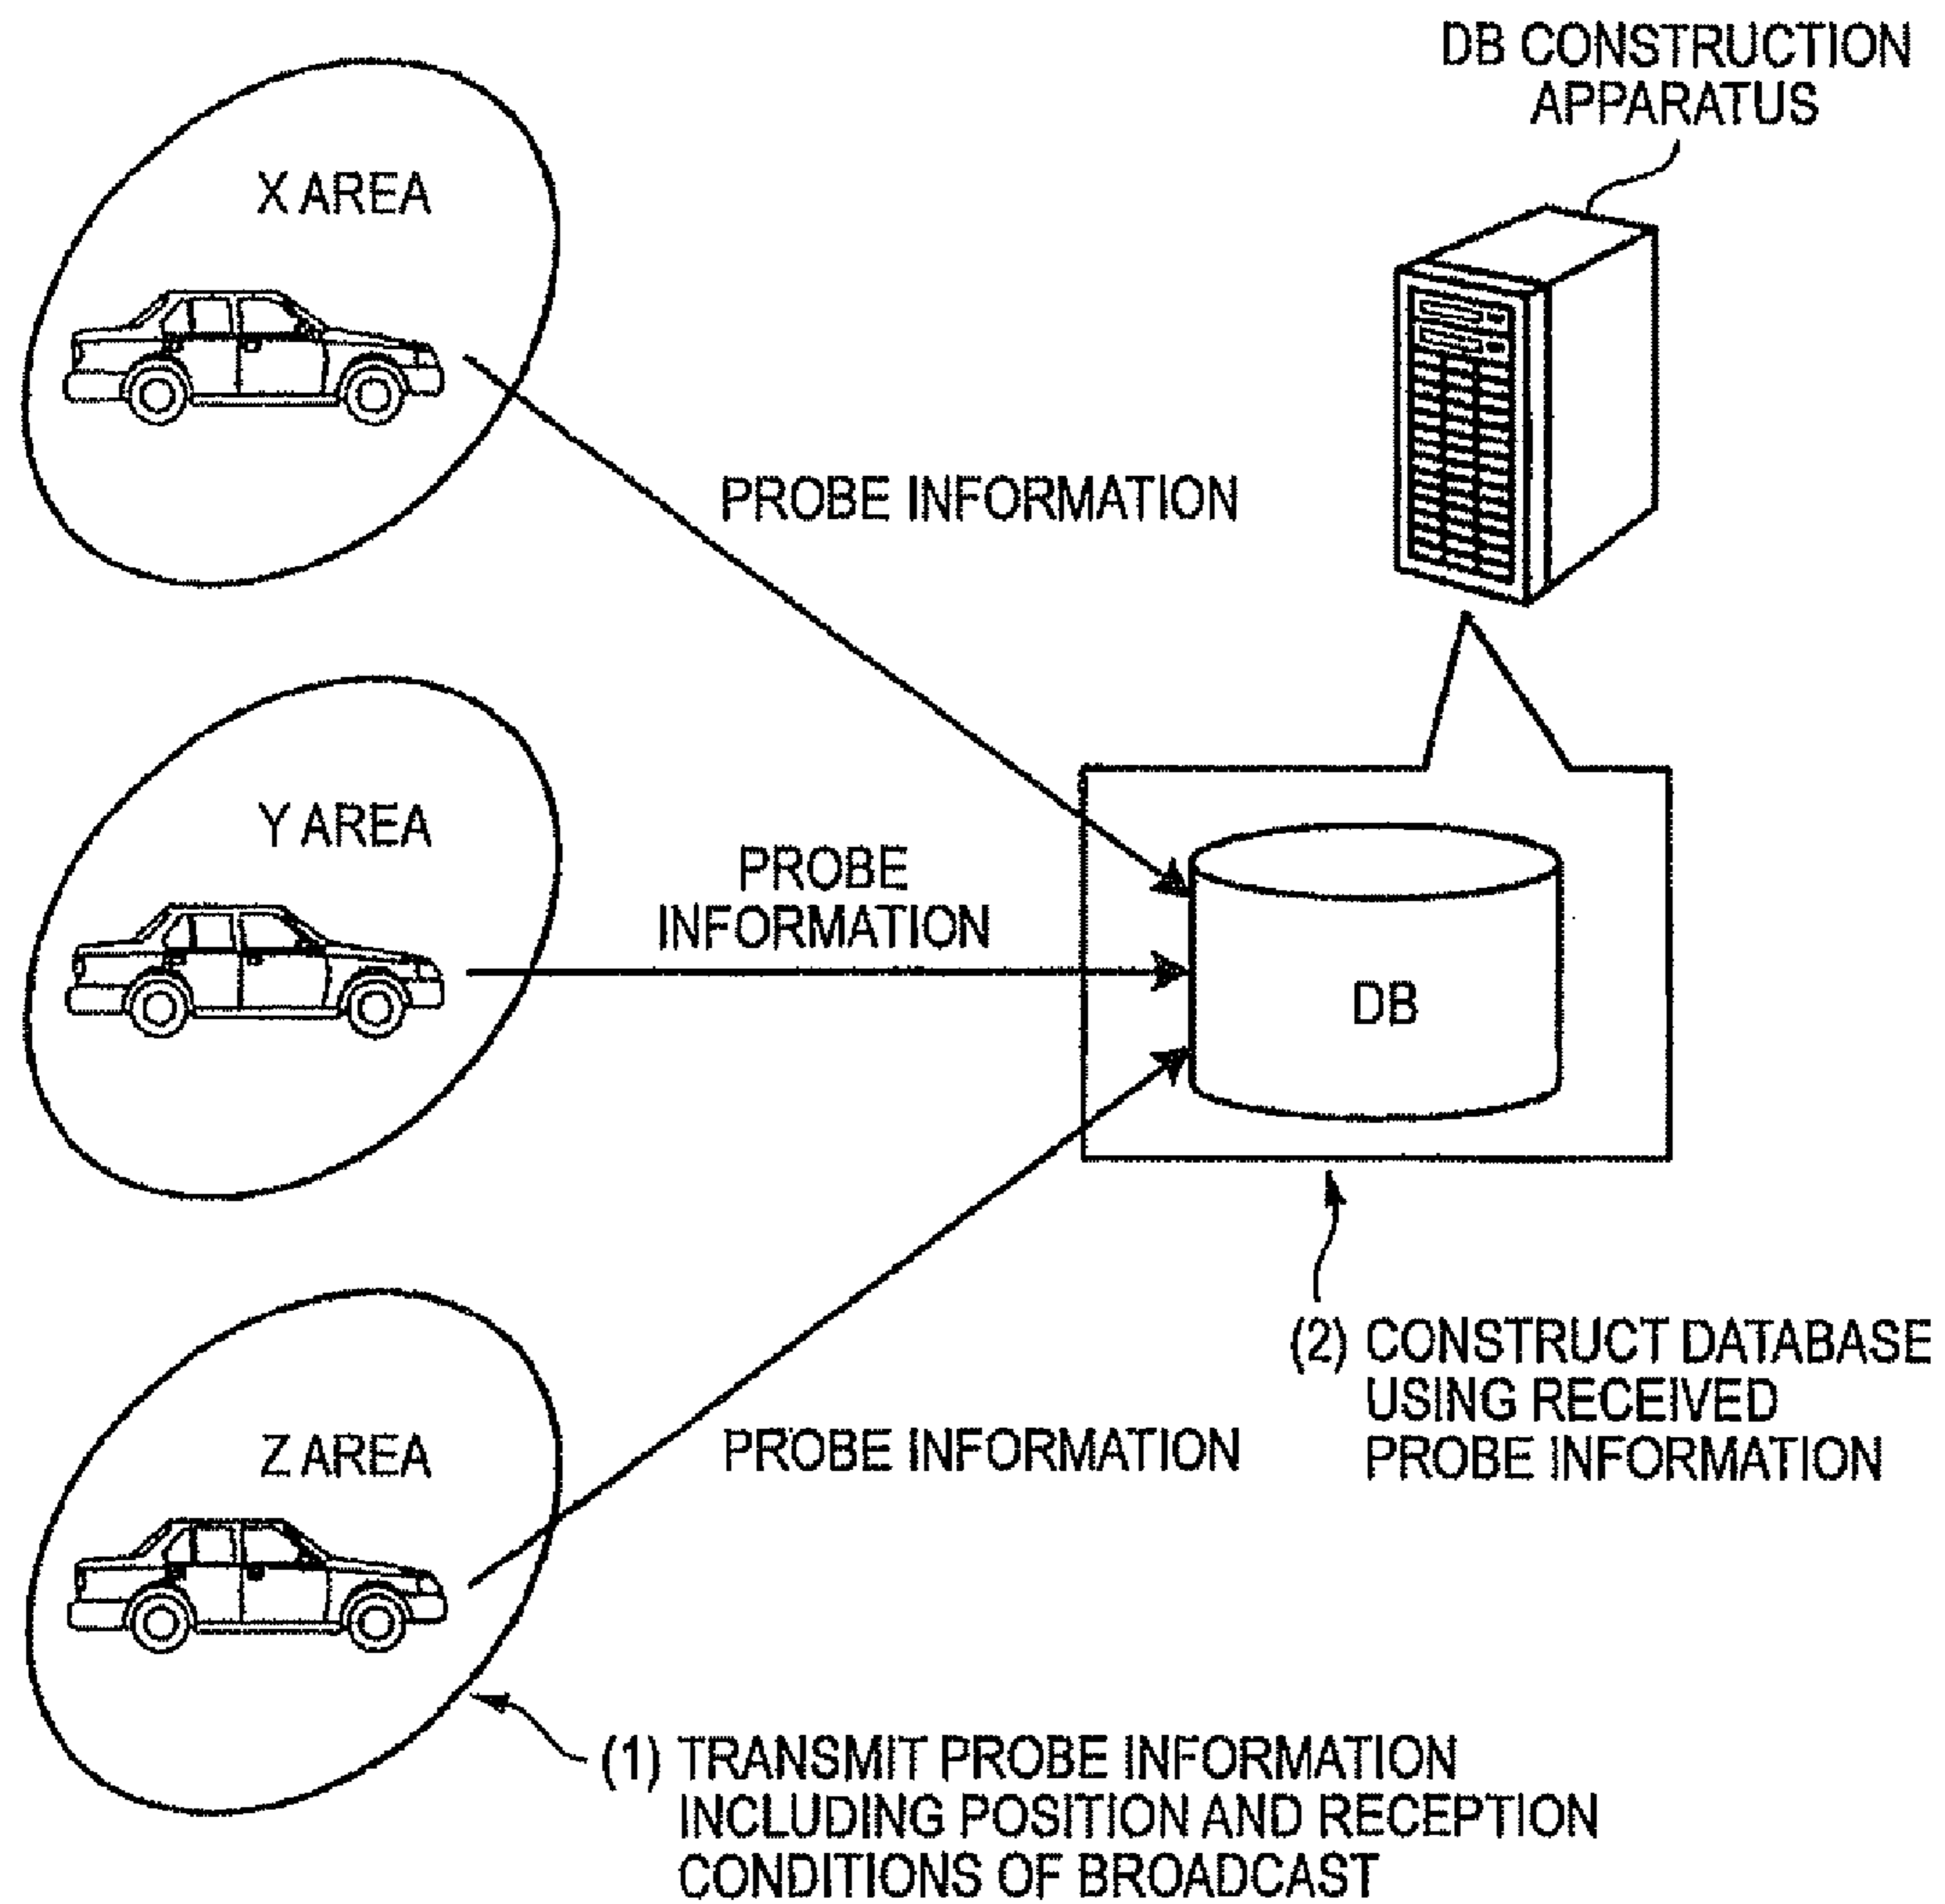 DB CONSTRUCTION
APPARATUS
X AREA
PROBE INFORMATION
Y AREA
PROBE
INFORMATION
DB
(2) CONSTRUCT DATABASE
USING RECEIVED
PROBE INFORMATION
Z AREA
PROBE INFORMATION
(1) TRANSMIT PROBE INFORMATION
INCLUDING POSITION AND RECEPTION
CONDITIONS OF BROADCAST